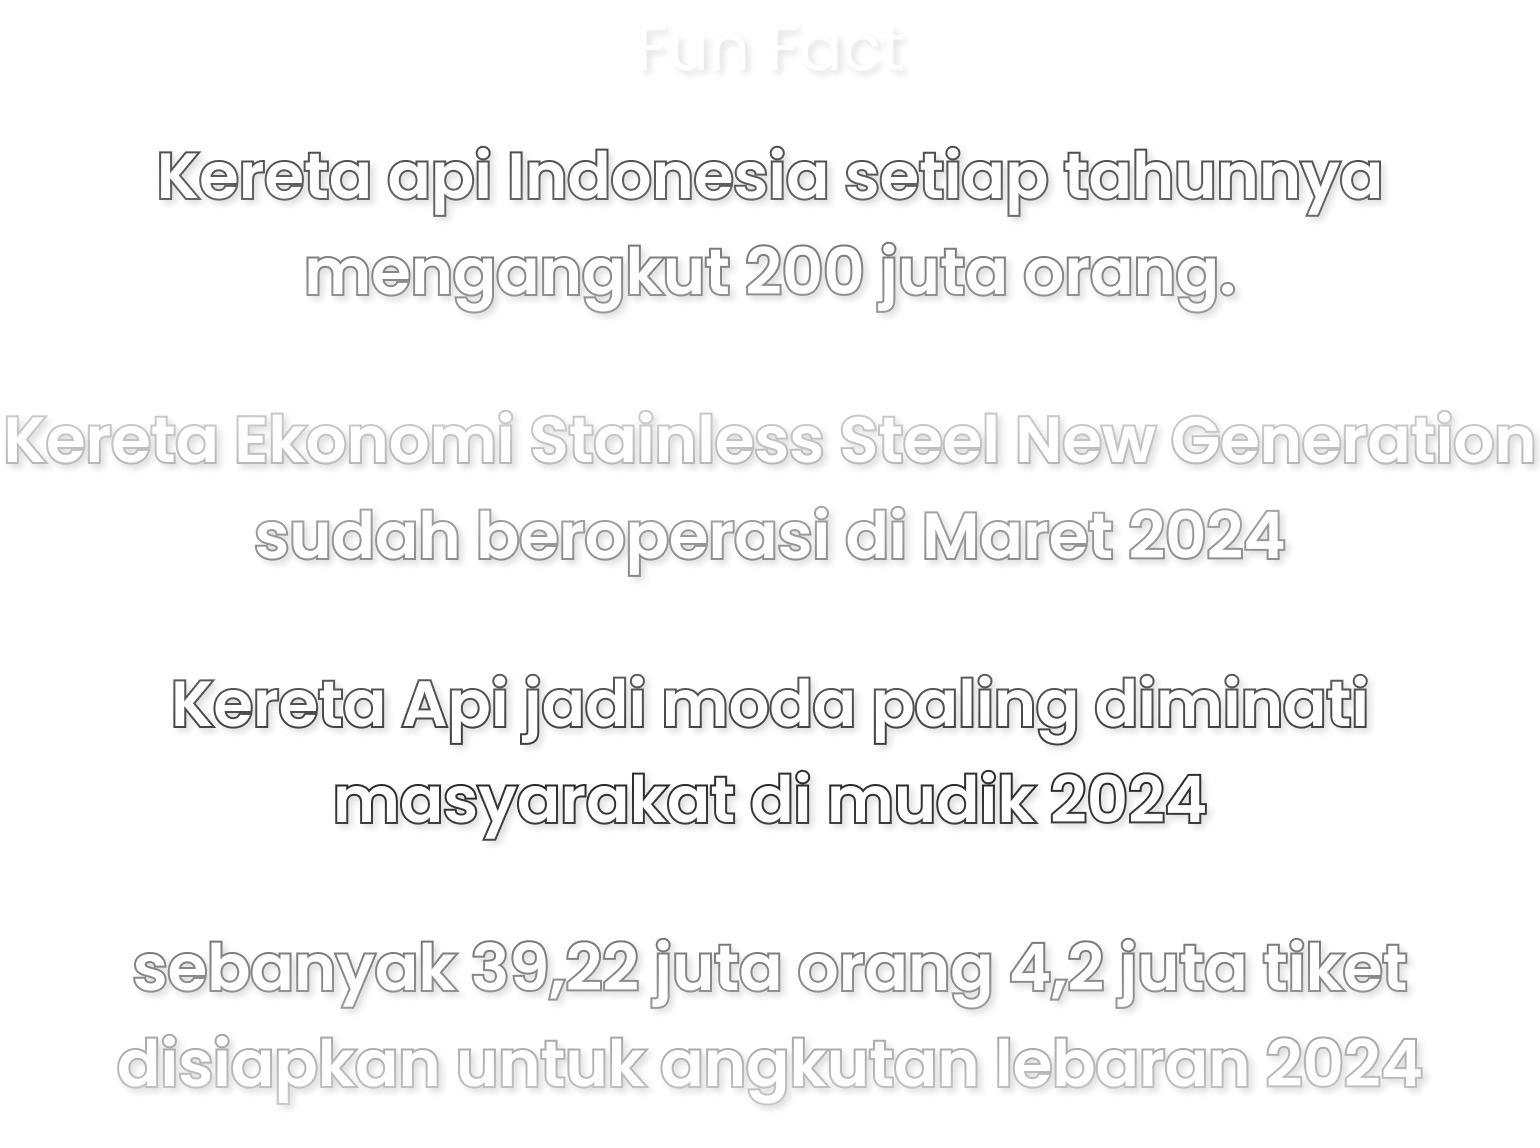 Fun Fact
Kereta api Indonesia setiap tahunnya
mengangkut 200 juta orang.
Kereta Ekonomi Stainless Steel New Generation
sudah beroperasi di Maret 2024
Kereta Api jadi moda paling diminati
masyarakat di mudik 2024
sebanyak 39,22 juta orang 4,2 juta tiket
disiapkan untuk angkutan lebaran 2024